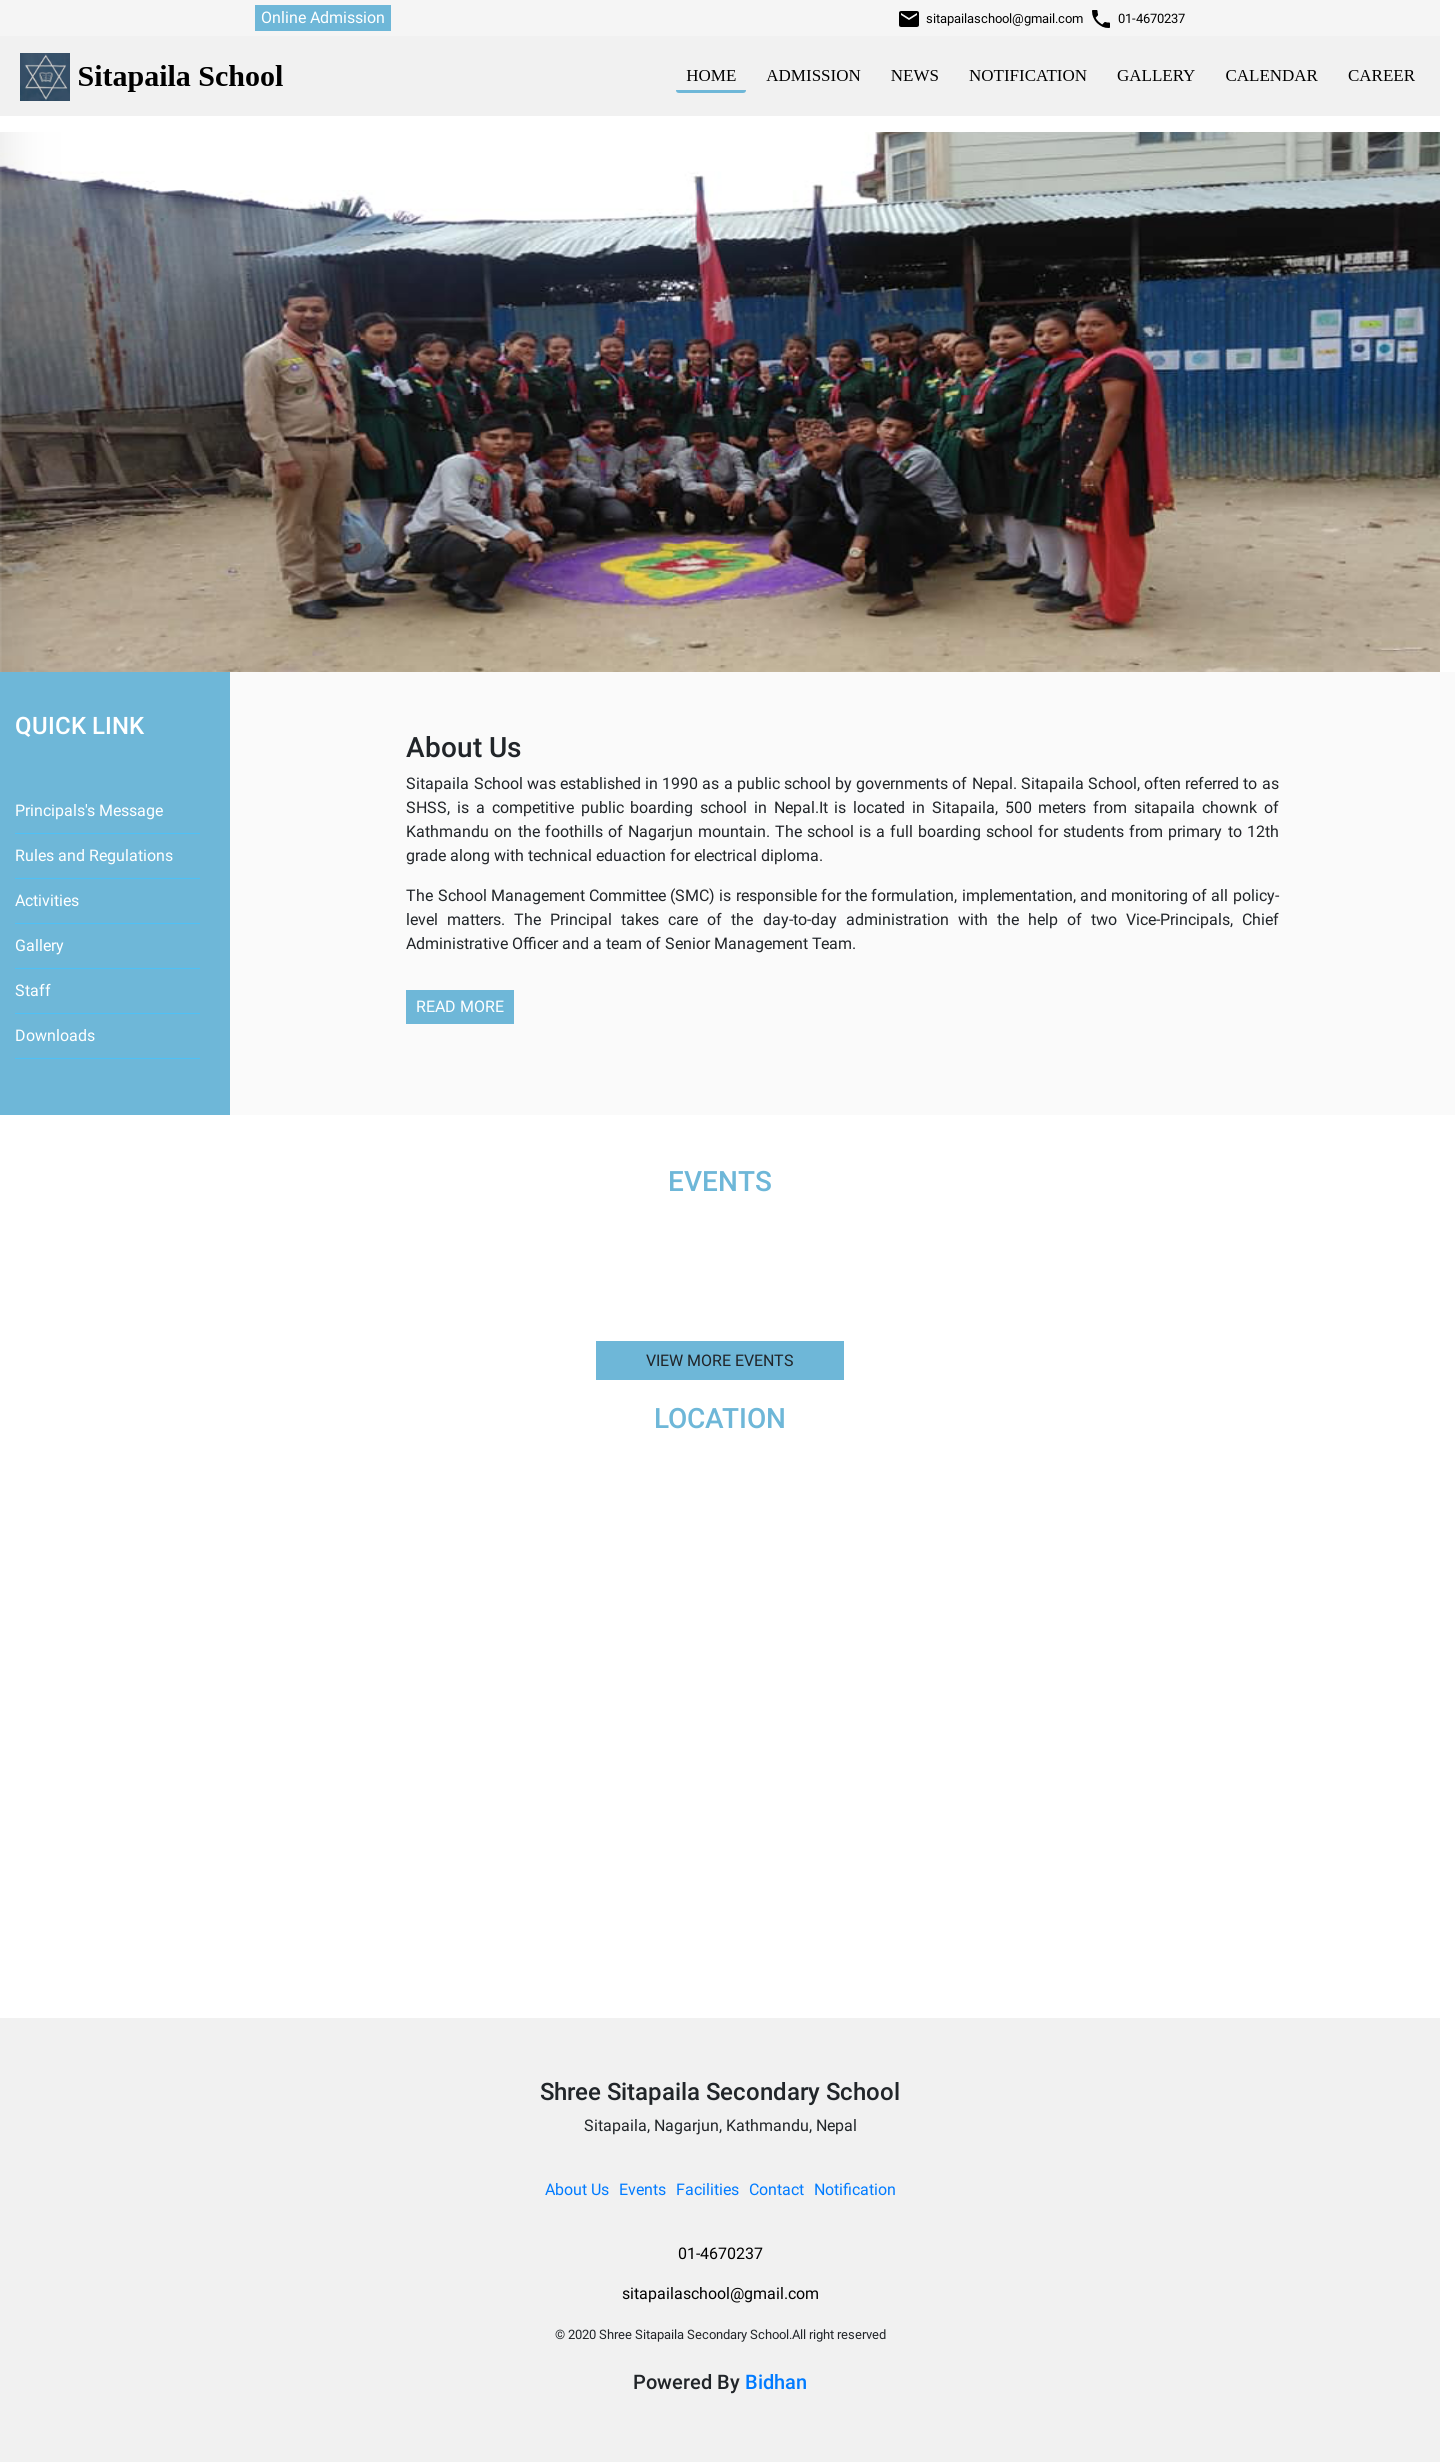 Online Admission
sitapailaschool@gmail.com 01-4670237
Sitapaila School
HOME ADMISSION NEWS NOTIFICATION GALLERY CALENDAR CAREER
QUICK LINK
Principals's Message
Rules and Regulations
Activities
Gallery
Staff
Downloads
About Us
Sitapaila School was established in 1990 as a public school by governments of Nepal. Sitapaila School, often referred to as
SHSS, is a competitive public boarding school in Nepal.It is located in Sitapaila, 500 meters from sitapaila chownk of
Kathmandu on the foothills of Nagarjun mountain. The school is a full boarding school for students from primary to 12th
grade along with technical eduaction for electrical diploma.
The School Management Committee (SMC) is responsible for the formulation, implementation, and monitoring of all policy-
level matters. The Principal takes care of the day-to-day administration with the help of two Vice-Principals, Chief
Administrative Officer and a team of Senior Management Team.
READ MORE
EVENTS
VIEW MORE EVENTS
LOCATION
Shree Sitapaila Secondary School
Sitapaila, Nagarjun, Kathmandu, Nepal
About Us Events Facilities Contact Notification
01-4670237
sitapailaschool@gmail.com
© 2020 Shree Sitapaila Secondary School.All right reserved
Powered By Bidhan